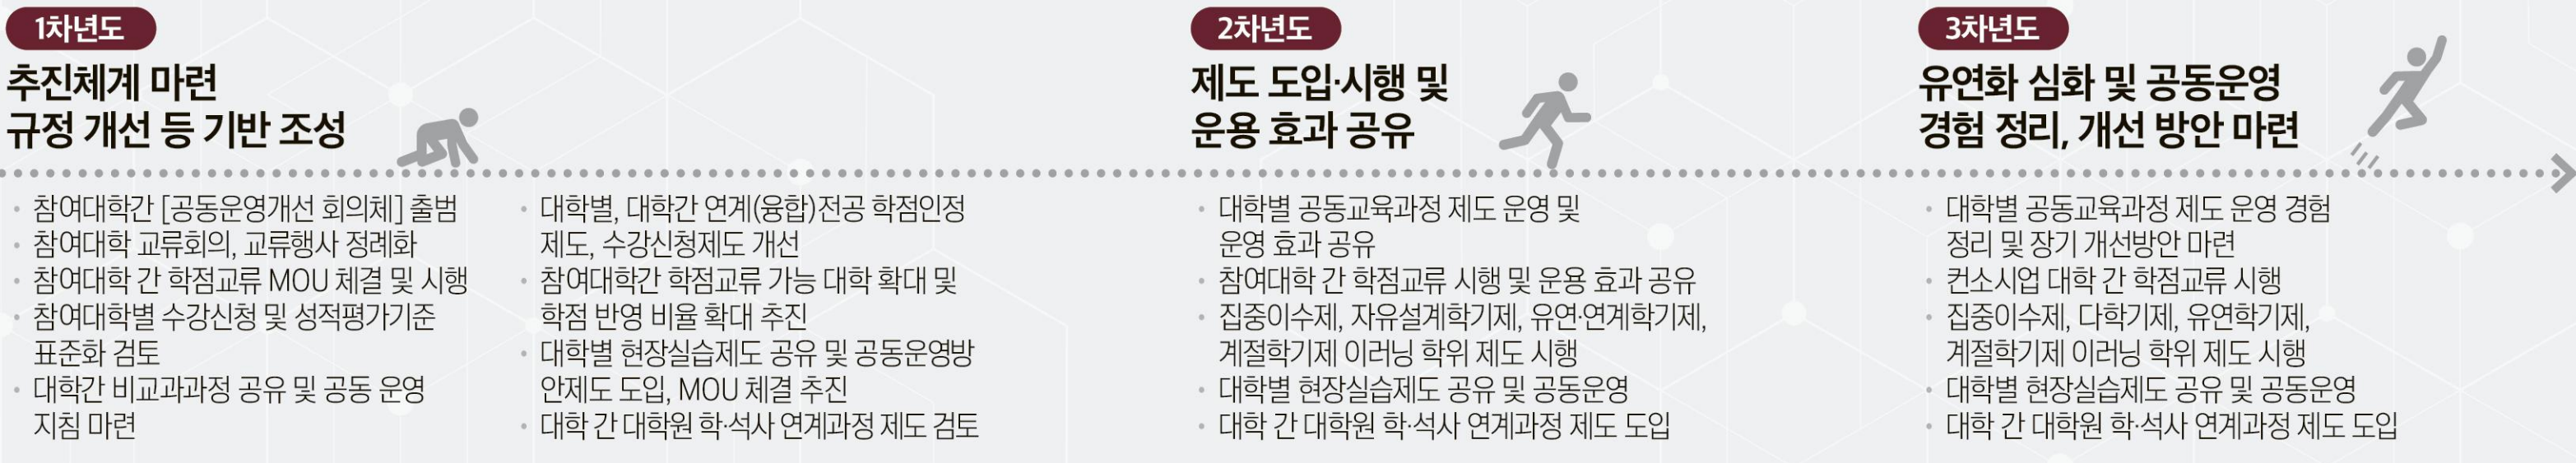 1차년도
추진체계 마련
규정 개선 등 기반 조성
• 참여대학간 [공동운영개선 회의체] 출범
• 참여대학 교류회의, 교류행사 정례화
• 참여대학 간 학점교류 MOU 체결 및 시행
• 참여대학별 수강신청 및 성적평가기준
표준화 검토
• 대학간 비교과과정 공유 및 공동 운영
지침 마련
• 대학별, 대학간 연계(융합)전공 학점인정
제도, 수강신청제도 개선
• 참여대학간 학점교류 가능 대학 확대 및
학점 반영 비율 확대 추진
• 대학별 현장실습제도 공유 및 공동운영방
안제도 도입, MOU 체결 추진
• 대학 간 대학원 학·석사 연계과정 제도 검토
2차년도
제도 도입·시행 및
운용 효과 공유
• 대학별 공동교육과정 제도 운영 및
운영 효과 공유
• 참여대학 간 학점교류 시행 및 운용 효과 공유
• 집중이수제, 자유설계학기제, 유연·연계학기제,
계절학기제 이러닝 학위 제도 시행
• 대학별 현장실습제도 공유 및 공동운영
• 대학 간 대학원 학·석사 연계과정 제도 도입
3차년도
유연화 심화 및 공동운영
경험 정리, 개선 방안 마련
• 대학별 공동교육과정 제도 운영 경험
정리 및 장기 개선방안 마련
• 컨소시업 대학 간 학점교류 시행
• 집중이수제, 다학기제, 유연학기제,
계절학기제 이러닝 학위 제도 시행
• 대학별 현장실습제도 공유 및 공동운영
• 대학 간 대학원 학·석사 연계과정 제도 도입